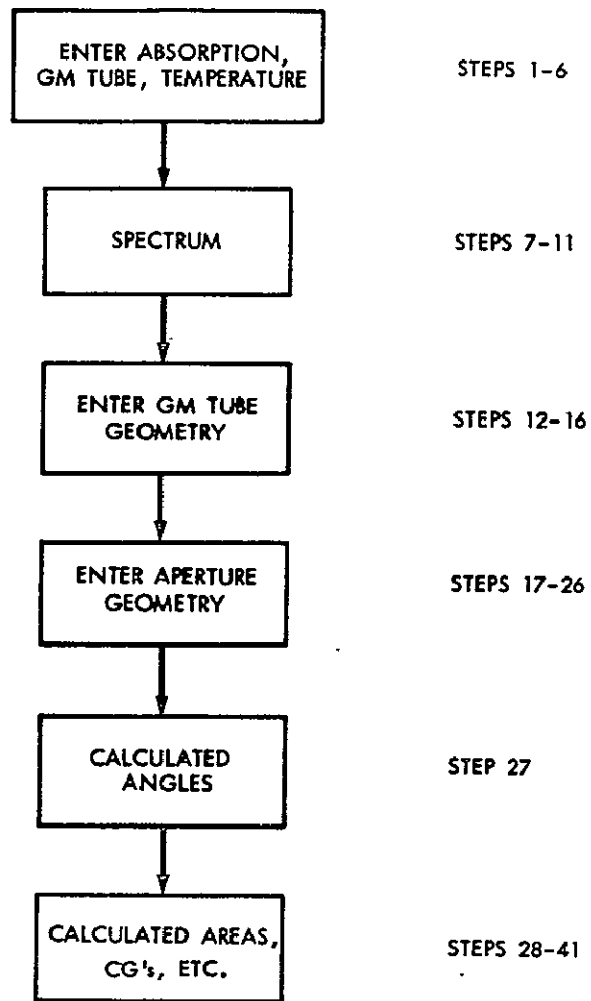 ENTER ABSORPTION,
GM TUBE, TEMPERATURE
STEPS 1-6
SPECTRUM
STEPS 7-11
ENTER GM TUBE
GEOMETRY
STEPS 12-16
ENTER APERTURE
GEOMETRY
STEPS 17-26
CALCULATED
ANGLES
STEP 27
CALCULATED AREAS,
CG's, ETC.
STEPS 28-41